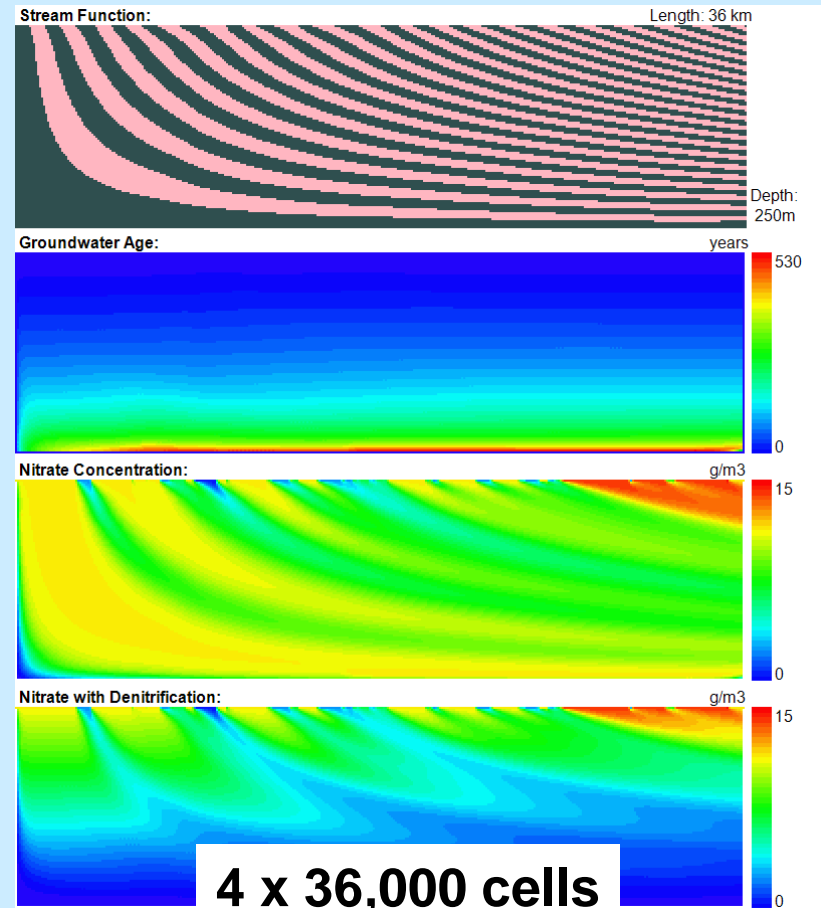 Stream Function: Length: 36 km
Depth:
250m
Groundwater Age: years
530
0
Nitrate Concentration: g/m3
15
0
Nitrate with Denitrification: g/m3
15
4 x 36,000 cells
0